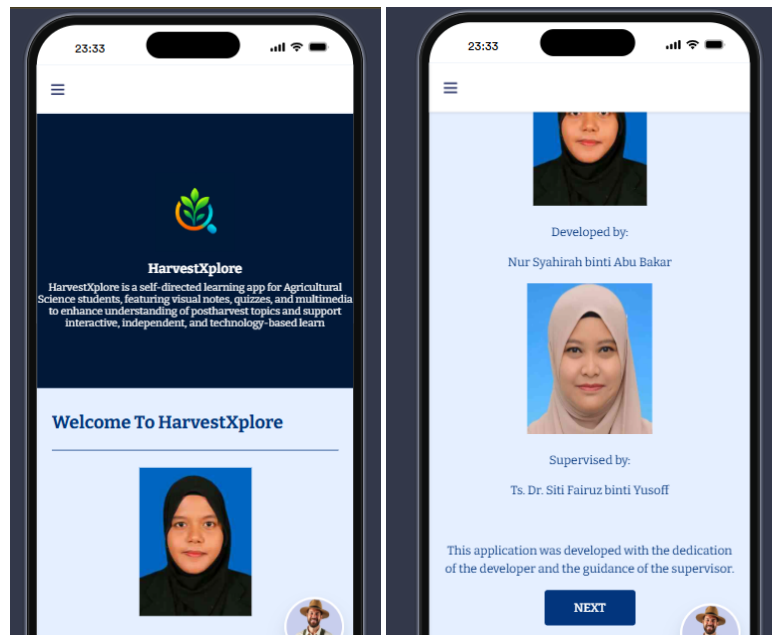 23:33
HarvestXplore
HarvestXplore is a self-directed learning app for Agricultural
Science students, featuring visual notes, quizzes, and multimedia
to enhance understanding of postharvest topics and support
interactive, independent, and technology-based learn
Welcome To HarvestXplore
23:33
Developed by:
Nur Syahirah binti Abu Bakar
Supervised by:
Ts. Dr. Siti Fairuz binti Yusoff
This application was developed with the dedication
of the developer and the guidance of the supervisor.
NEXT